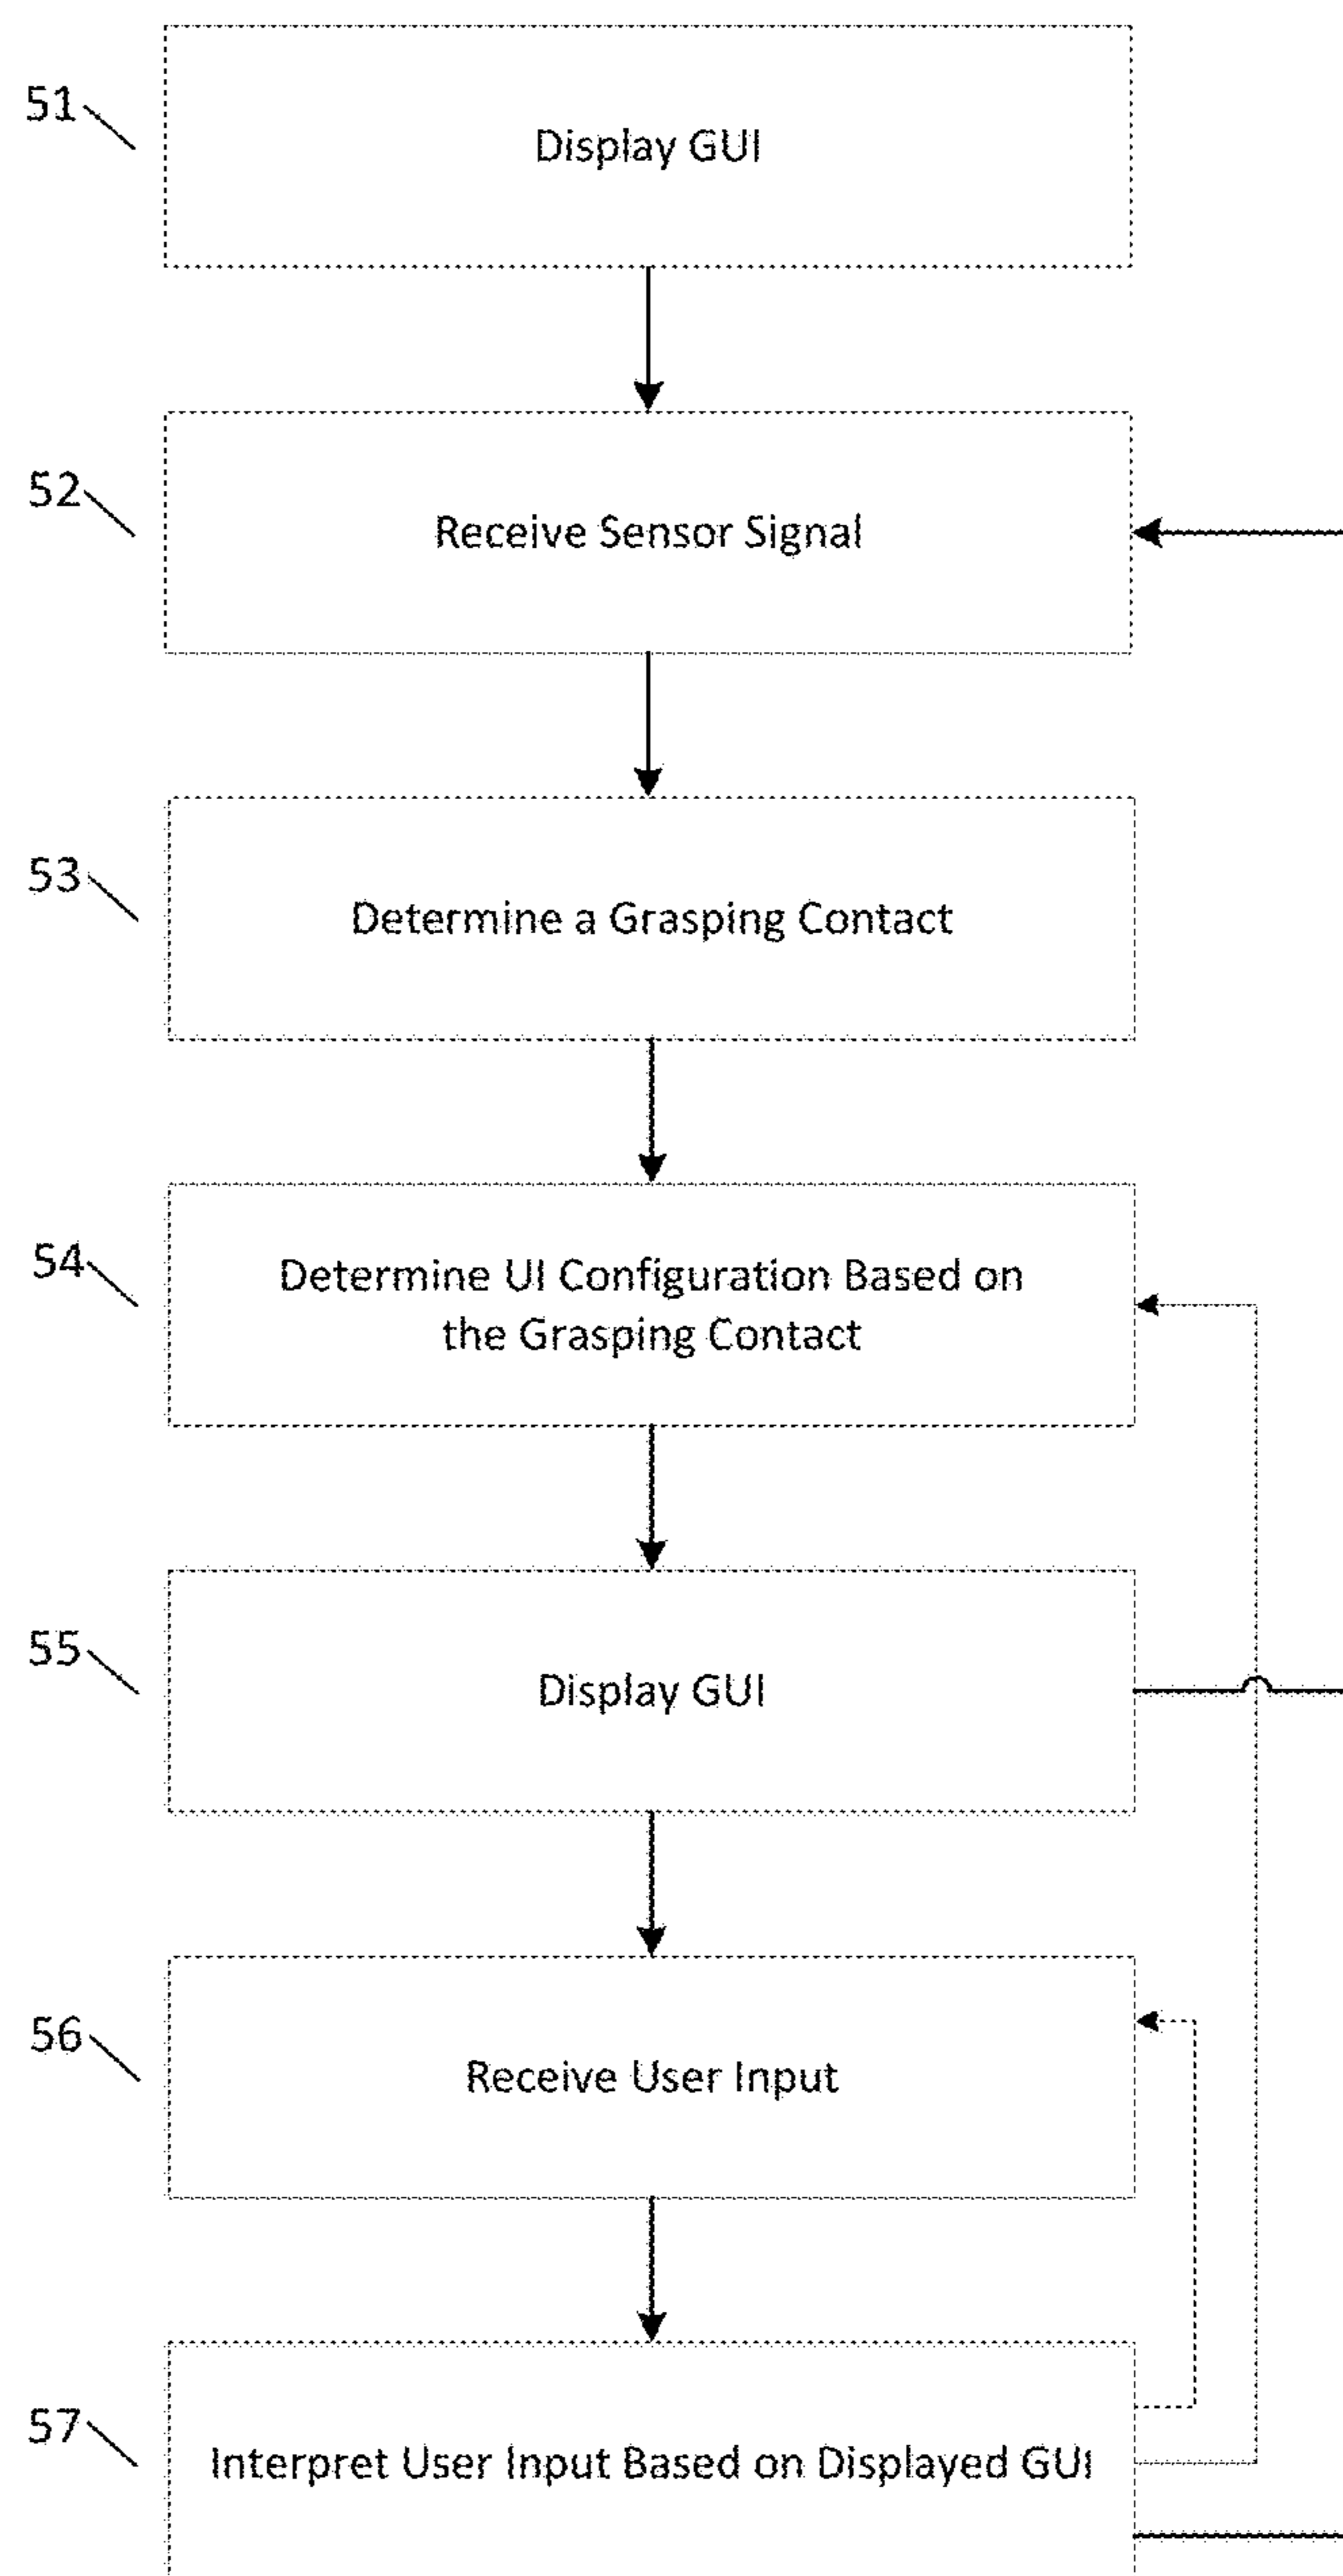 51
Display GUI
52
Receive Sensor Signal
53
Determine a Grasping Contact
54
Determine UI Configuration Based on
the Grasping Contact
55
Display GUI
56
Receive User Input
57
Interpret User Input Based on Displayed GUI